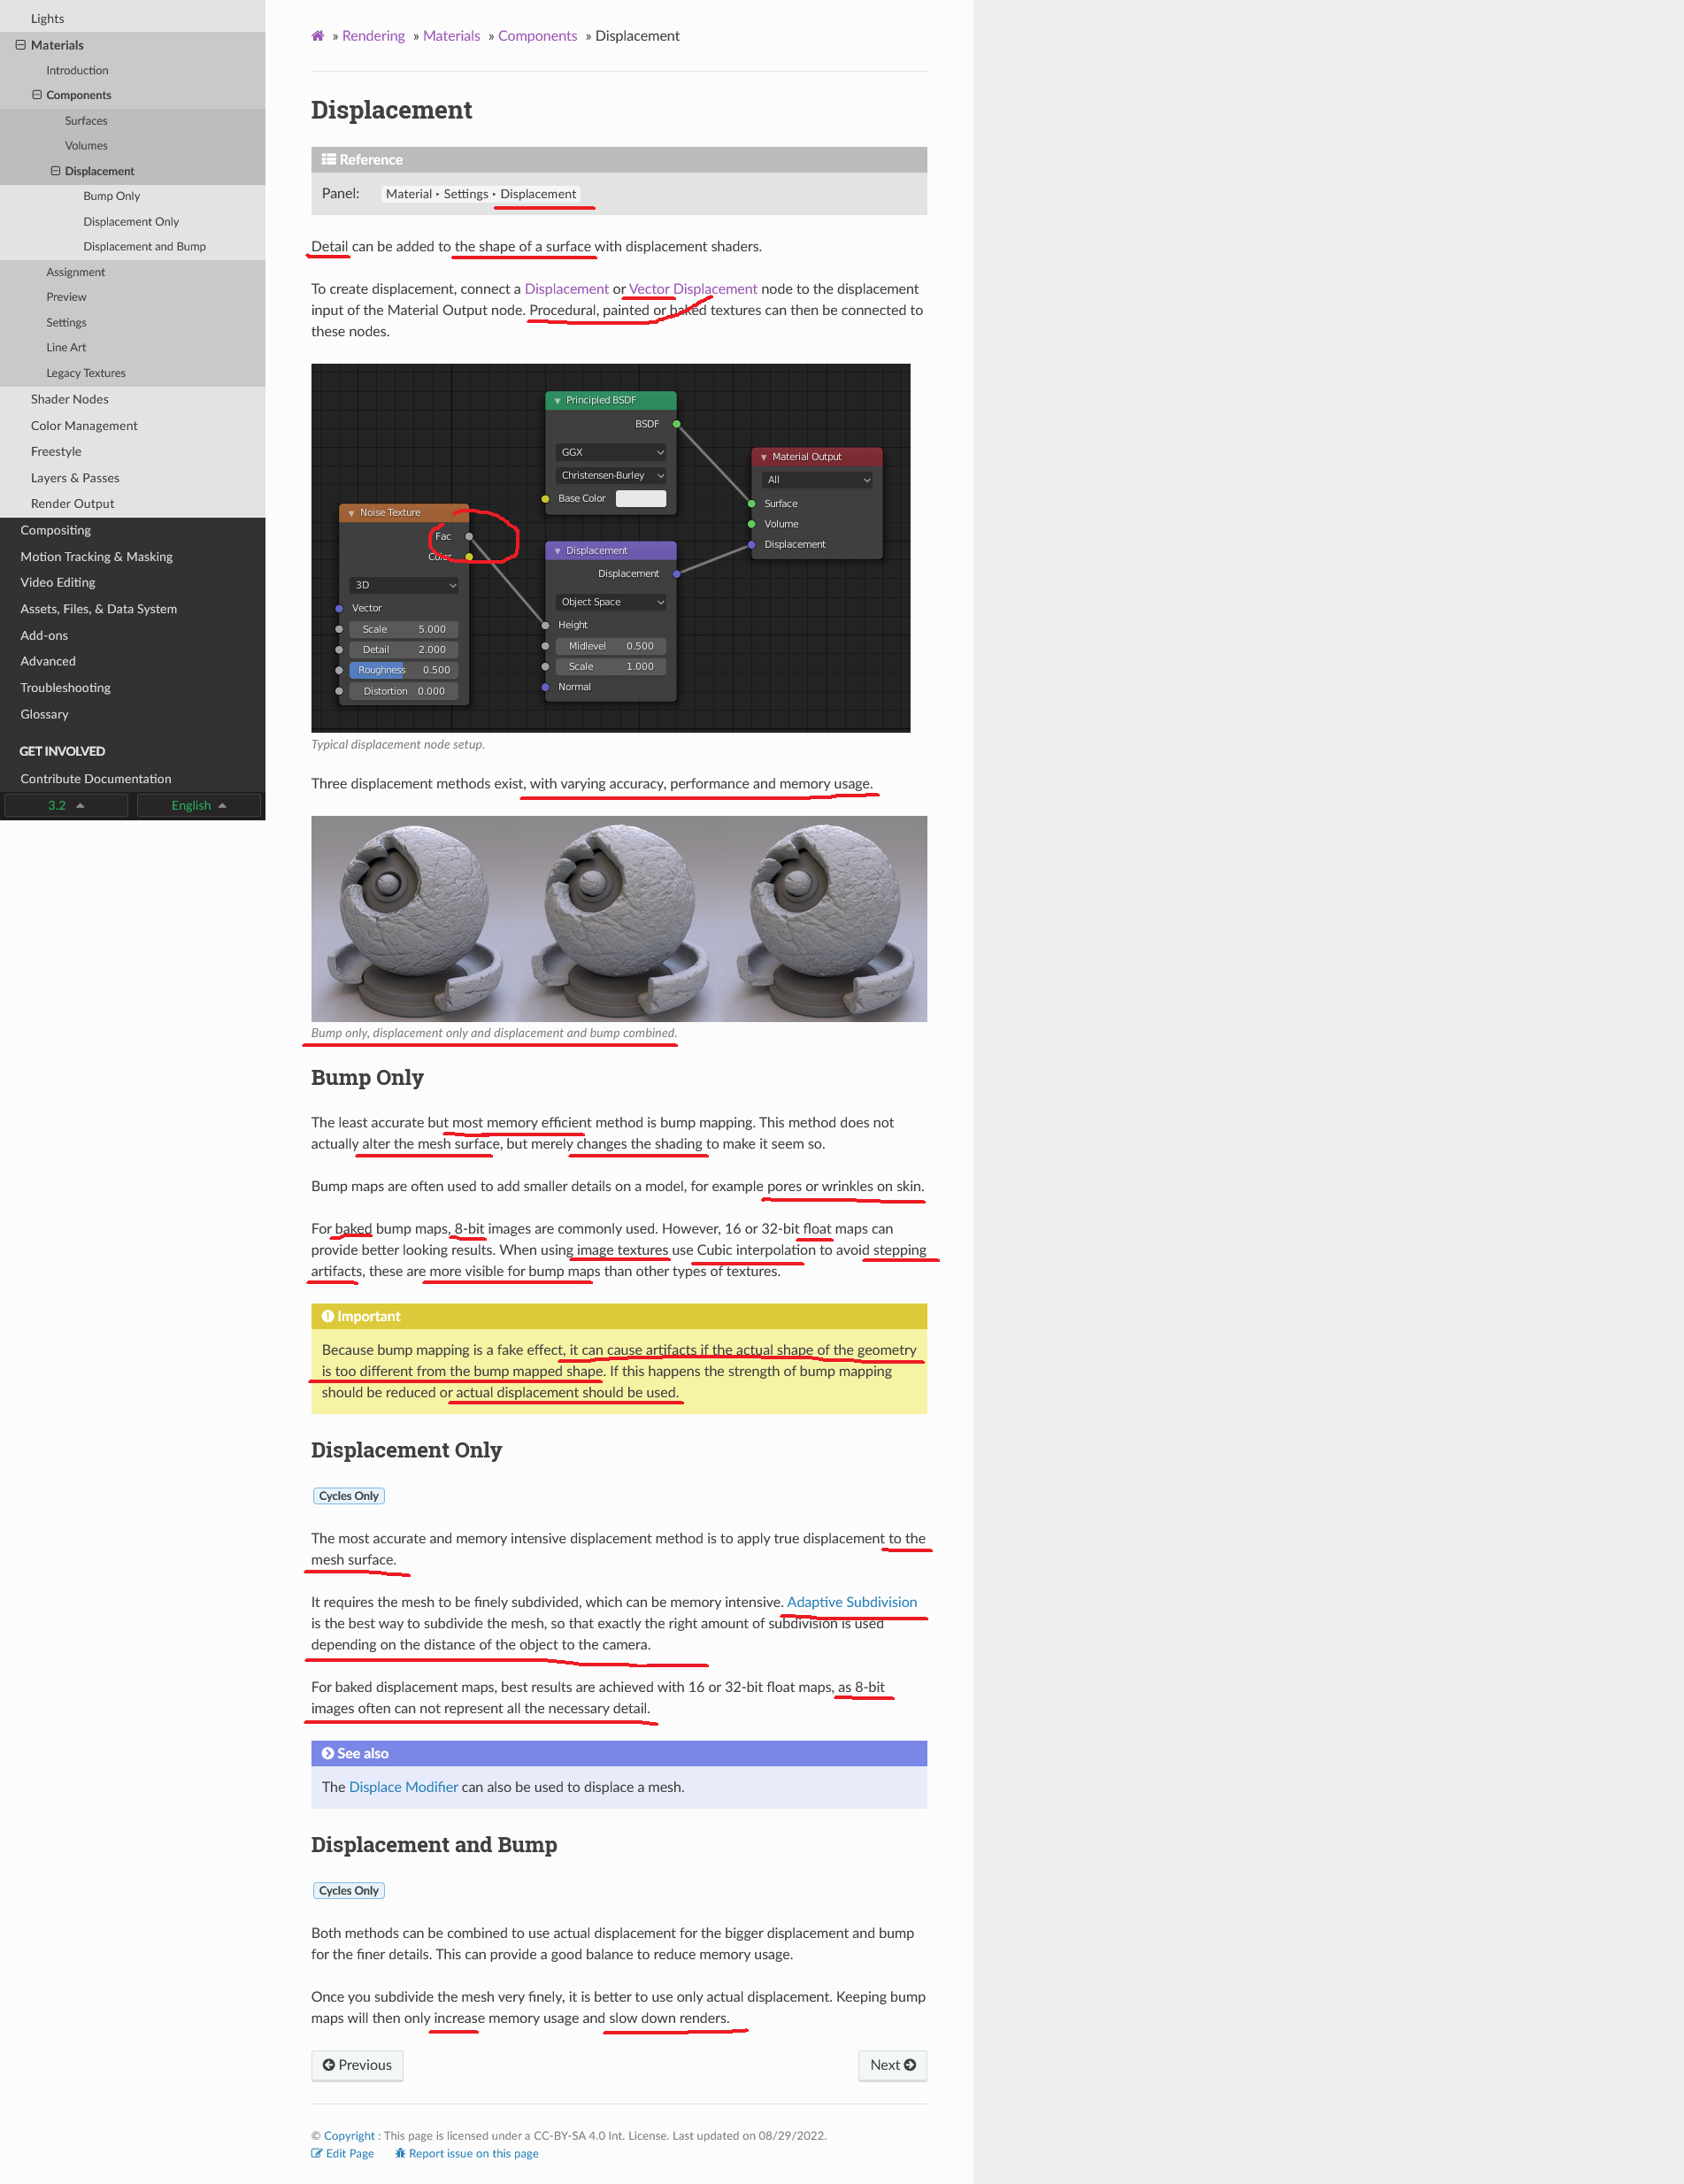 Lights
Materials
Introduction
Components
Surfaces
Volumes
Displacement
Bump Only
Displacement Only
Displacement and Bump
Assignment
Preview
Settings
Line Art
Legacy Textures
Shader Nodes
Color Management
Freestyle
Layers & Passes
Render Output
Compositing
Motion Tracking & Masking
Video Editing
Assets, Files, & Data System
Add-ons
Advanced
Troubleshooting
Glossary
GET INVOLVED
Contribute Documentation
3.2 English
» Rendering » Materials » Components » Displacement
Displacement
Reference
Panel: Material ‣ Settings ‣ Displacement
Detail can be added to the shape of a surface with displacement shaders.
To create displacement, connect a Displacement or Vector Displacement node to the displacement
input of the Material Output node. Procedural, painted or baked textures can then be connected to
these nodes.
Principled BSDF
BSDF
GGX
Christensen-Burley
Base Color
Material Output
All
Surface
Volume
Displacement
Noise Texture
Fac
Color
3D
Vector
Scale 5.000
Detail 2.000
Roughness 0.500
Distortion 0.000
Displacement
Displacement
Object Space
Height
Midlevel 0.500
Scale 1.000
Normal
Typical displacement node setup.
Three displacement methods exist, with varying accuracy, performance and memory usage.
Bump only, displacement only and displacement and bump combined.
Bump Only
The least accurate but most memory efficient method is bump mapping. This method does not
actually alter the mesh surface, but merely changes the shading to make it seem so.
Bump maps are often used to add smaller details on a model, for example pores or wrinkles on skin.
For baked bump maps, 8-bit images are commonly used. However, 16 or 32-bit float maps can
provide better looking results. When using image textures use Cubic interpolation to avoid stepping
artifacts, these are more visible for bump maps than other types of textures.
Important
Because bump mapping is a fake effect, it can cause artifacts if the actual shape of the geometry
is too different from the bump mapped shape. If this happens the strength of bump mapping
should be reduced or actual displacement should be used.
Displacement Only
Cycles Only
The most accurate and memory intensive displacement method is to apply true displacement to the
mesh surface.
It requires the mesh to be finely subdivided, which can be memory intensive. Adaptive Subdivision
is the best way to subdivide the mesh, so that exactly the right amount of subdivision is used
depending on the distance of the object to the camera.
For baked displacement maps, best results are achieved with 16 or 32-bit float maps, as 8-bit
images often can not represent all the necessary detail.
See also
The Displace Modifier can also be used to displace a mesh.
Displacement and Bump
Cycles Only
Both methods can be combined to use actual displacement for the bigger displacement and bump
for the finer details. This can provide a good balance to reduce memory usage.
Once you subdivide the mesh very finely, it is better to use only actual displacement. Keeping bump
maps will then only increase memory usage and slow down renders.
Previous Next
© Copyright : This page is licensed under a CC-BY-SA 4.0 Int. License. Last updated on 08/29/2022.
Edit Page Report issue on this page